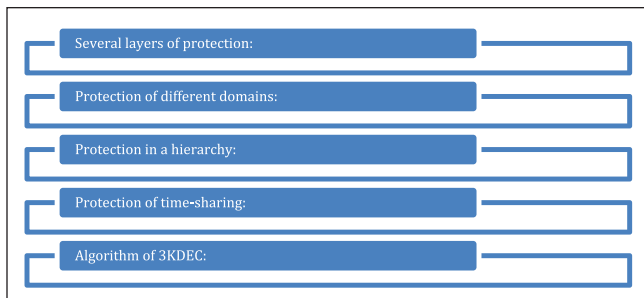 Several layers of protection:
Protection of different domains:
Protection in a hierarchy:
Protection of time-sharing:
Algorithm of 3KDEC: